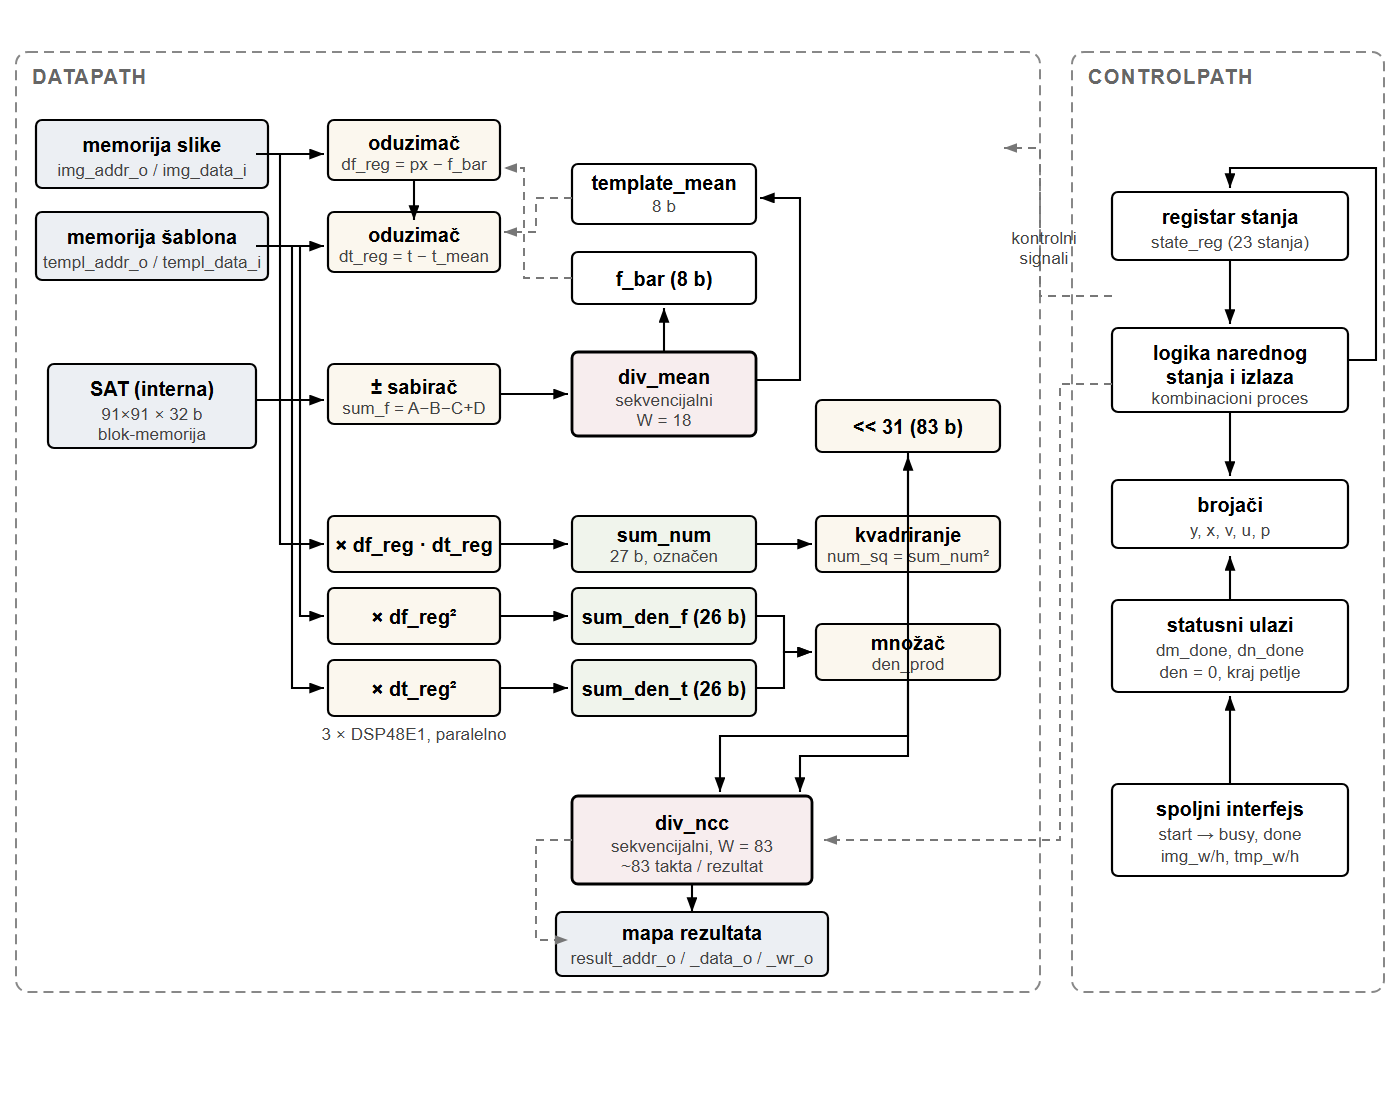 DATAPATH
memorija slike
img_addr_o / img_data_i
memorija šablona
templ_addr_o / templ_data_i
SAT (interna)
91×91 × 32 b
blok-memorija
oduzimač
df_reg = px − f_bar
oduzimač
dt_reg = t − t_mean
± sabirač
sum_f = A−B−C+D
template_mean
8 b
f_bar (8 b)
div_mean
sekvencijalni
W = 18
<< 31 (83 b)
× df_reg · dt_reg
sum_num
27 b, označen
kvadriranje
num_sq = sum_num²
× df_reg²
sum_den_f (26 b)
množač
den_prod
× dt_reg²
sum_den_t (26 b)
3 × DSP48E1, paralelno
div_ncc
sekvencijalni, W = 83
~83 takta / rezultat
mapa rezultata
result_addr_o / _data_o / _wr_o
kontrolni
signali
CONTROLPATH
registar stanja
state_reg (23 stanja)
logika narednog
stanja i izlaza
kombinacioni proces
brojači
y, x, v, u, p
statusni ulazi
dm_done, dn_done
den = 0, kraj petlje
spoljni interfejs
start → busy, done
img_w/h, tmp_w/h